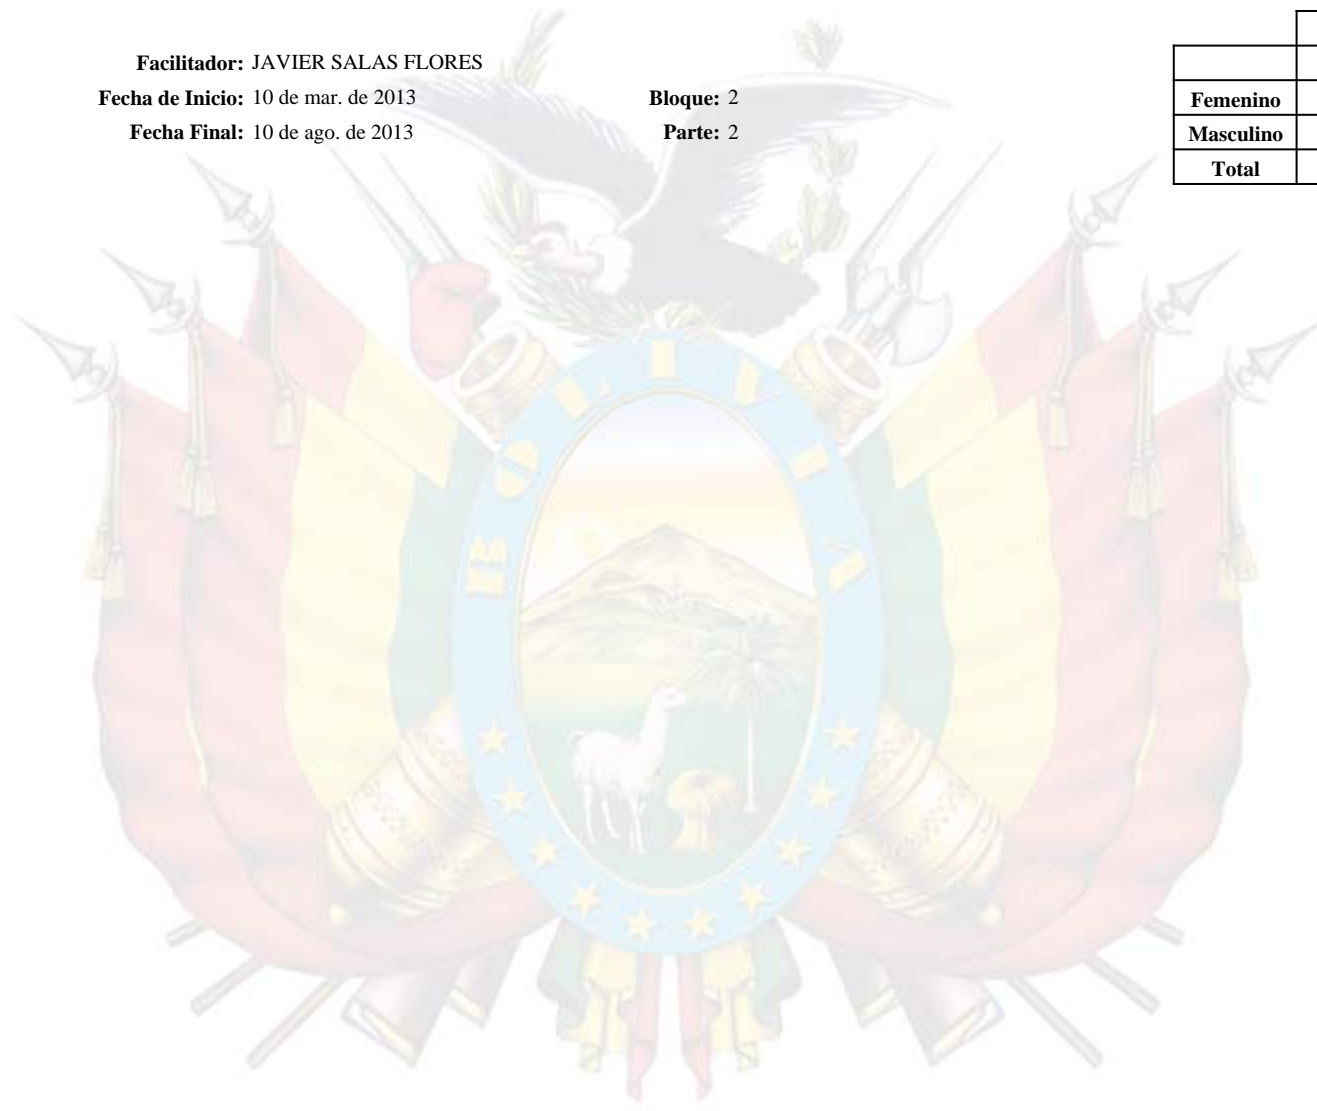 Facilitador: JAVIER SALAS FLORES
Fecha de Inicio: 10 de mar. de 2013 Bloque: 2
Fecha Final: 10 de ago. de 2013 Parte: 2
Femenino
Masculino
Total
BOLIVIA